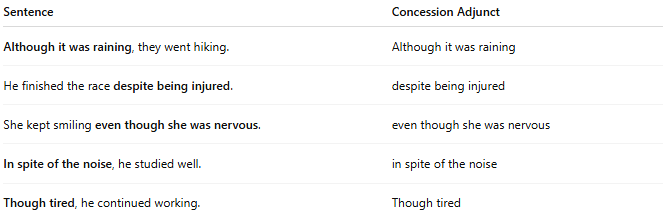 Sentence Concession Adjunct
Although it was raining, they went hiking. Although it was raining
He finished the race despite being injured. despite being injured
She kept smiling even though she was nervous. even though she was nervous
In spite of the noise, he studied well. in spite of the noise
Though tired, he continued working. Though tired